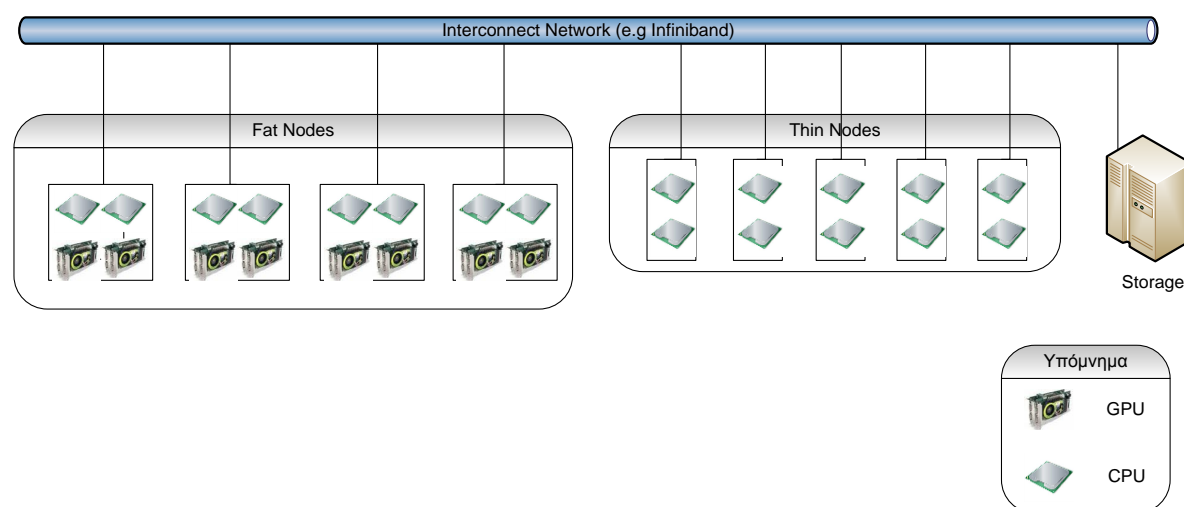 Interconnect Network (e.g Infiniband)
Fat Nodes
Thin Nodes
Storage
Υπόμνημα
GPU
CPU